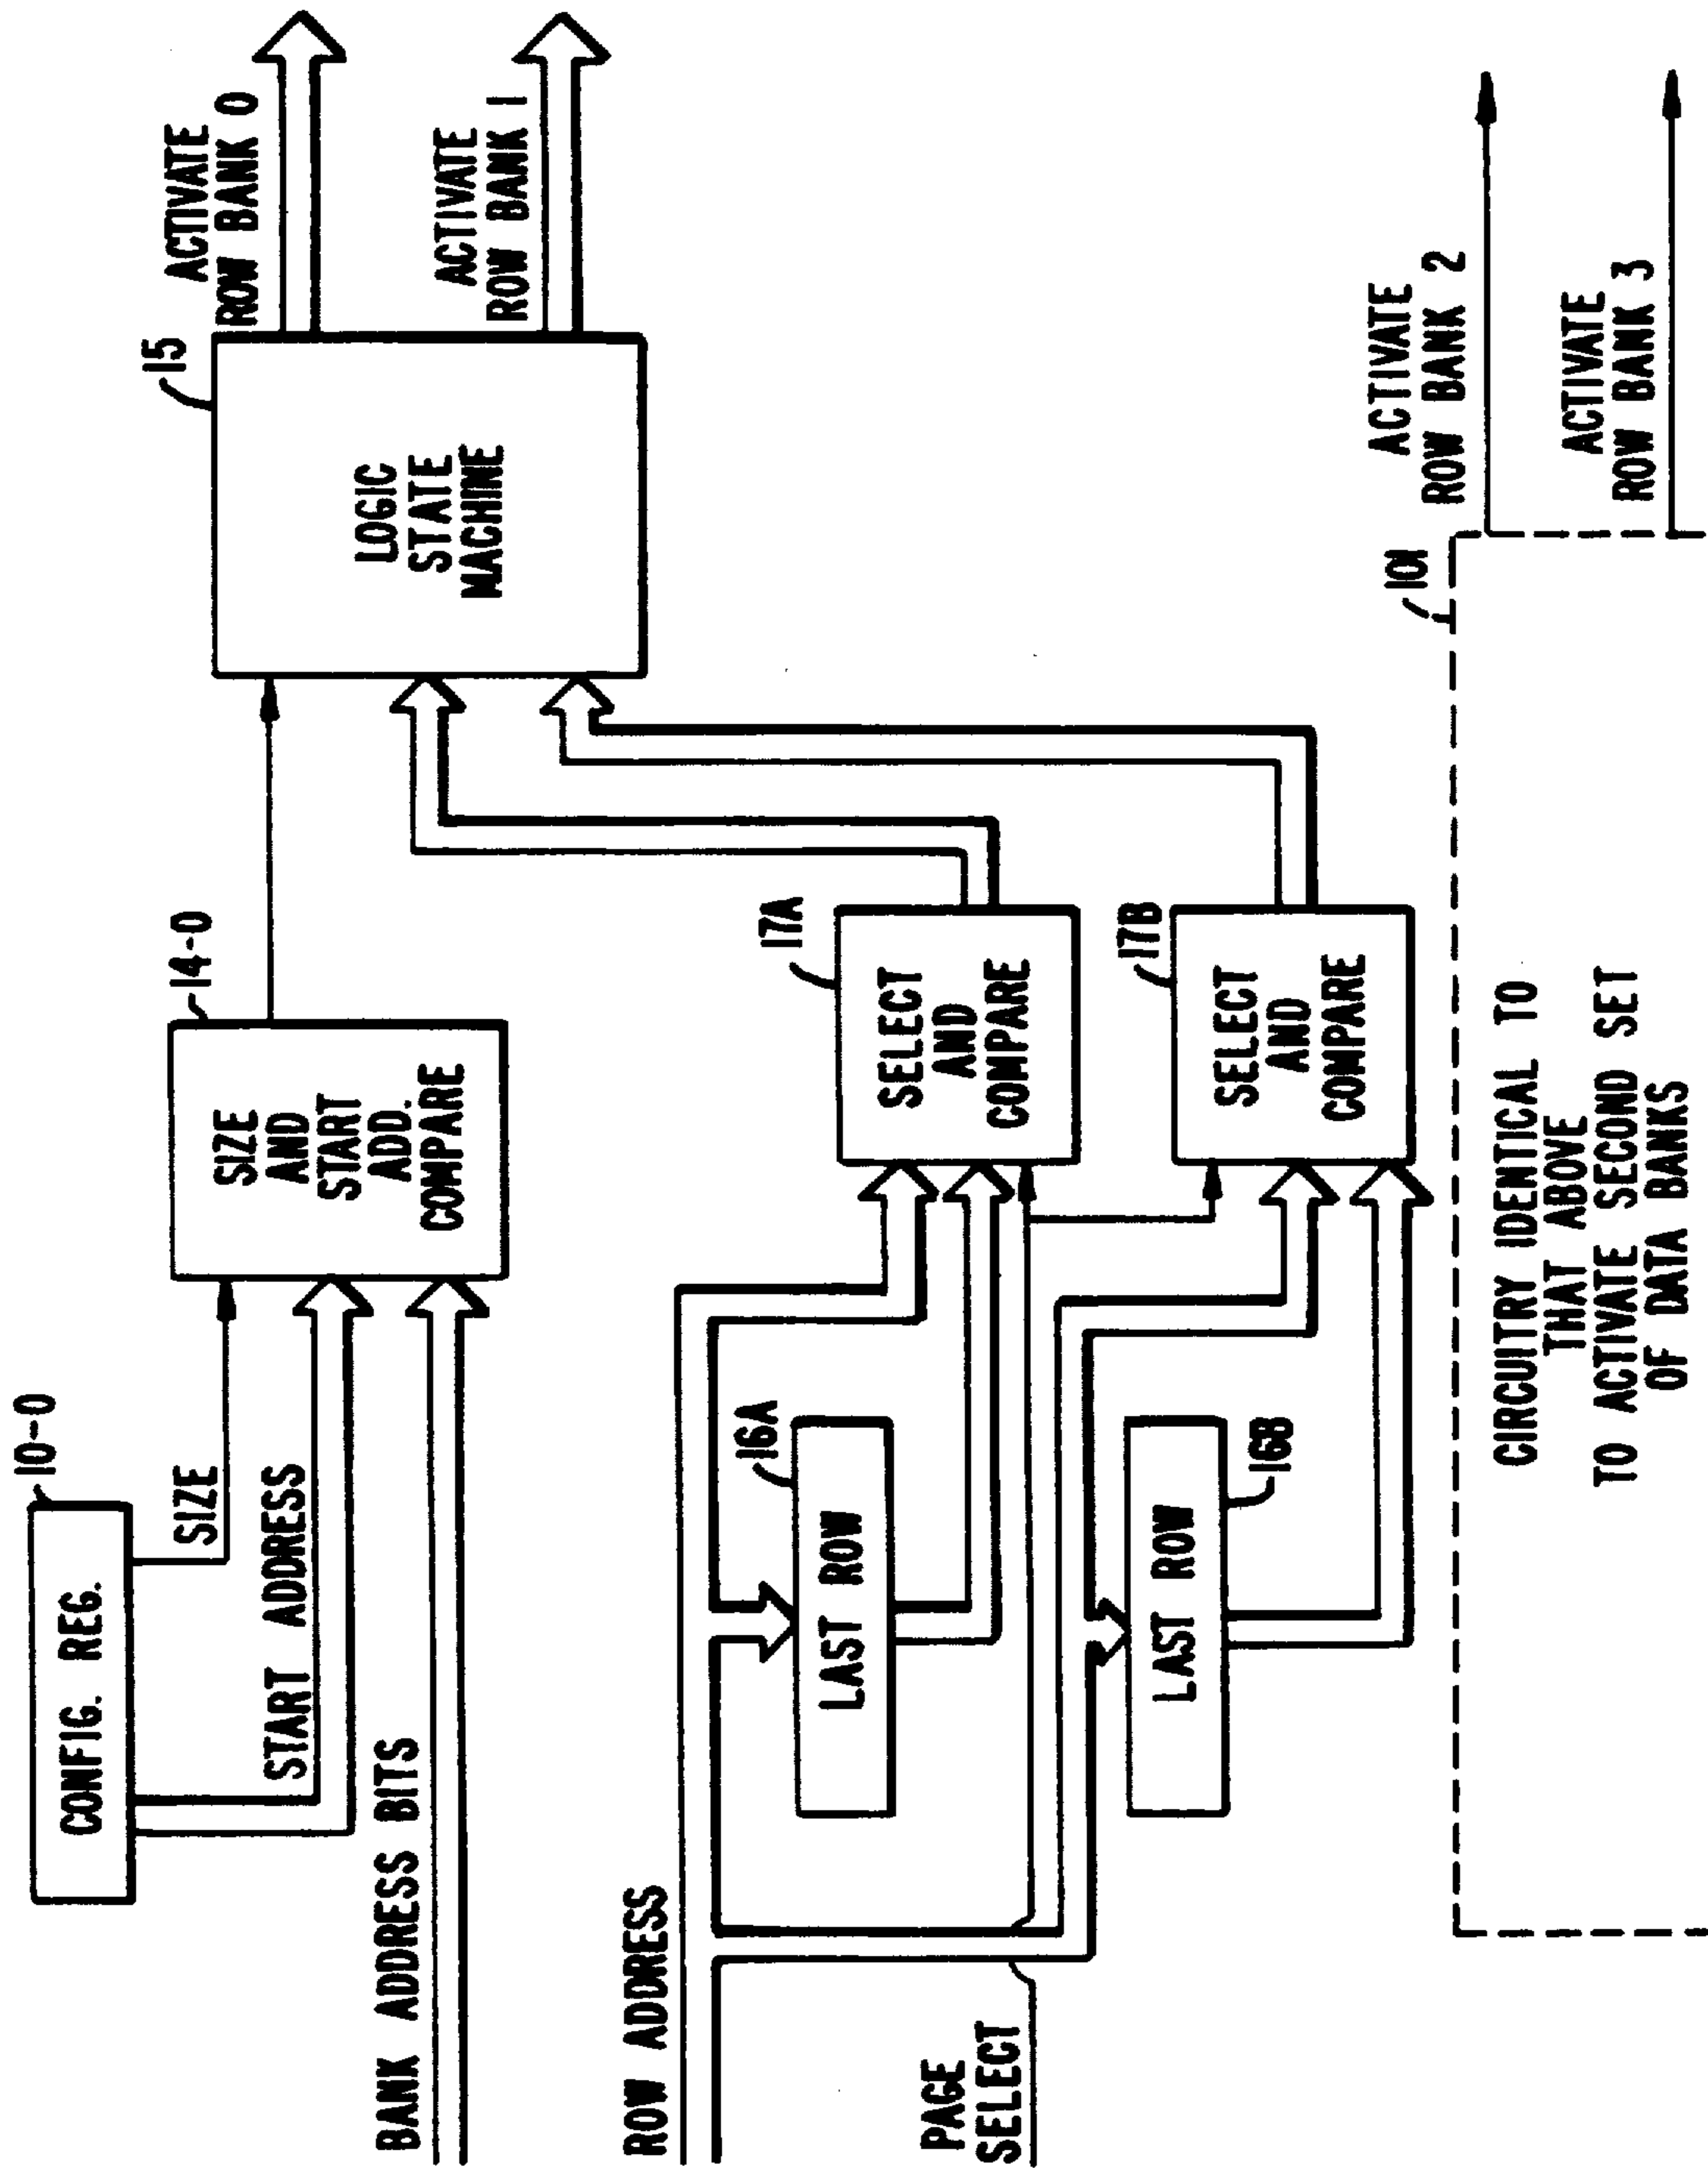 10-0
CONFIG. REG.
SIZE
START ADDRESS
BANK ADDRESS BITS
14-0
SIZE
AND
START
ADD.
COMPARE
15
LOGIC
STATE
MACHINE
ACTIVATE
ROW BANK 0
ACTIVATE
ROW BANK 1
ROW ADDRESS
PAGE
SELECT
16A
LAST ROW
17A
SELECT
AND
COMPARE
LAST ROW
16B
17B
SELECT
AND
COMPARE
101
CIRCUITRY IDENTICAL TO
THAT ABOVE
TO ACTIVATE SECOND SET
OF DATA BANKS
ACTIVATE
ROW BANK 2
ACTIVATE
ROW BANK 3